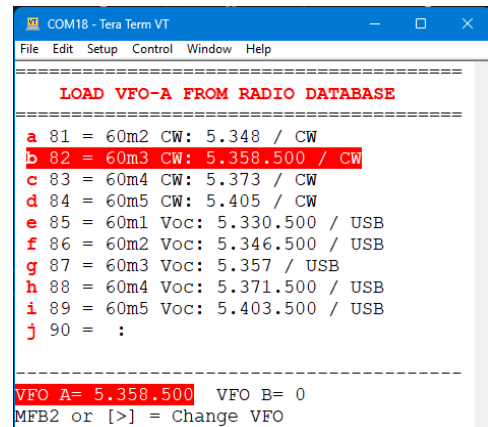 COM18 - Tera Term VT
File Edit Setup Control Window Help
========================================
LOAD VFO-A FROM RADIO DATABASE
========================================
a 81 = 60m2 CW: 5.348 / CW
b 82 = 60m3 CW: 5.358.500 / CW
c 83 = 60m4 CW: 5.373 / CW
d 84 = 60m5 CW: 5.405 / CW
e 85 = 60m1 Voc: 5.330.500 / USB
f 86 = 60m2 Voc: 5.346.500 / USB
g 87 = 60m3 Voc: 5.357 / USB
h 88 = 60m4 Voc: 5.371.500 / USB
i 89 = 60m5 Voc: 5.403.500 / USB
j 90 = :
----------------------------------------
VFO A= 5.358.500 VFO B= 0
MFB2 or [>] = Change VFO